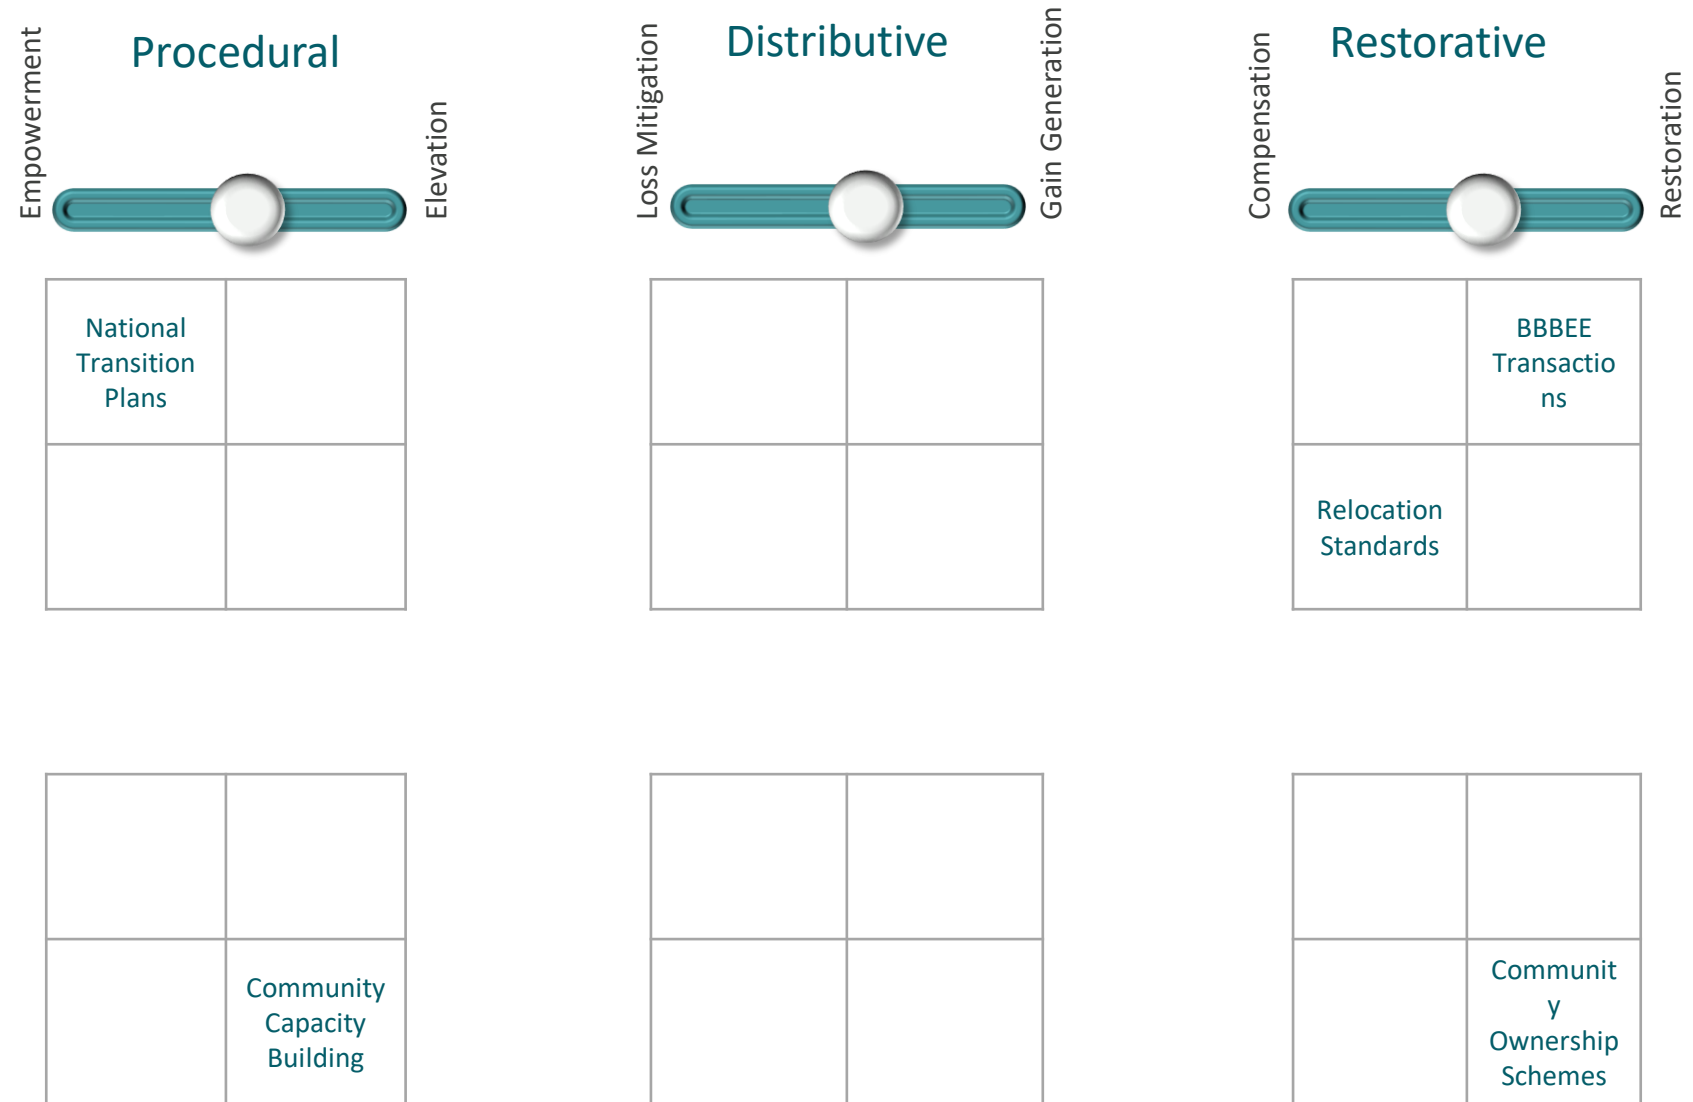 Empowerment
Procedural
Elevation
Loss Mitigation
Distributive
Gain Generation
Compensation
Restorative
Restoration
National
Transition
Plans
BBBEE
Transactio
ns
Relocation
Standards
Community
Capacity
Building
Communit
y
Ownership
Schemes